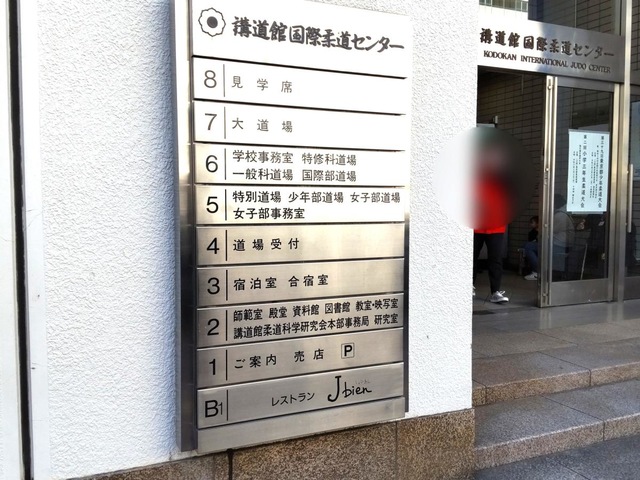 講道館国際柔道センター
8 見学席
7 大道場
6 学校事務室 特修科道場
一般科道場 国際部道場
5 特別道場 少年部道場 女子部道場
女子部事務室
4 道場受付
3 宿泊室 合宿室
2 師範室 殿堂 資料館 図書館 教室・映写室
講道館柔道科学研究会本部事務局 研究室
1 ご案内 売店 P
B1 レストラン J bien
講道館国際柔道センター
KODOKAN INTERNATIONAL JUDO CENTER